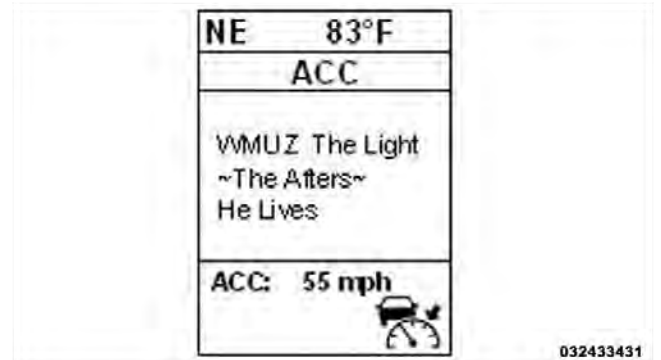 NE 83°F
ACC
WMUZ The Light
~The Afters~
He Lives
ACC: 55 mph
032433431